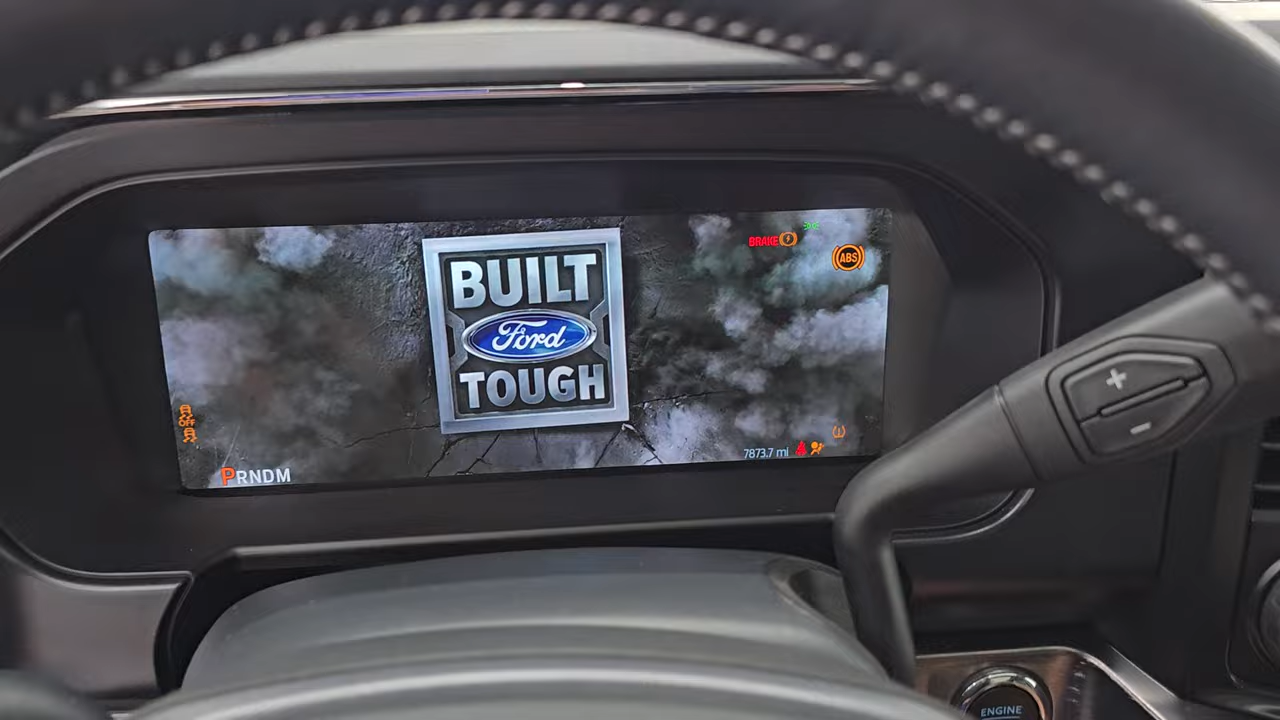 BUILT
Ford
TOUGH
BRAKE
ABS
OFF
PRNDM
7873.7 mi
+
-
ENGINE